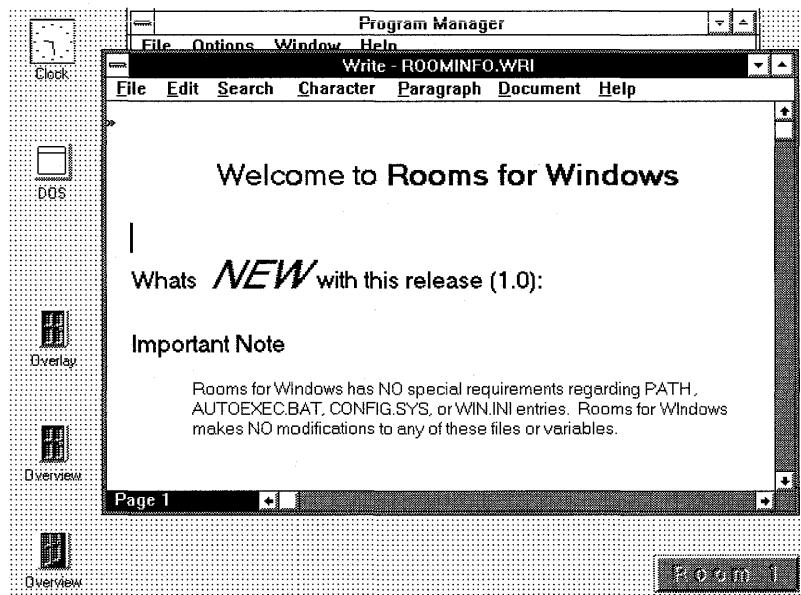 Program Manager
File Options Window Help
Clock
Write - ROOMINFO.WRI
File Edit Search Character Paragraph Document Help
»
Welcome to Rooms for Windows
DOS
Whats NEW with this release (1.0):
Important Note
Overlay
Rooms for Windows has NO special requirements regarding PATH,
AUTOEXEC.BAT, CONFIG.SYS, or WIN.INI entries. Rooms for WIndows
makes NO modifications to any of these files or variables.
Overview
Page 1
Overview
Room 1